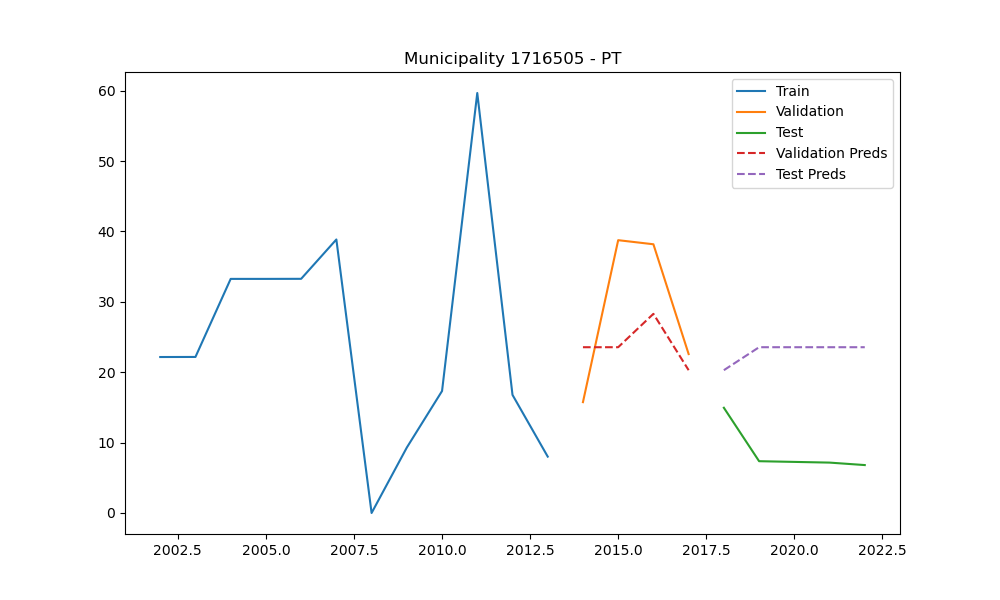 Municipality 1716505 - PT
Train
Validation
Test
Validation Preds
Test Preds
60
50
40
30
20
10
0
2002.5 2005.0 2007.5 2010.0 2012.5 2015.0 2017.5 2020.0 2022.5